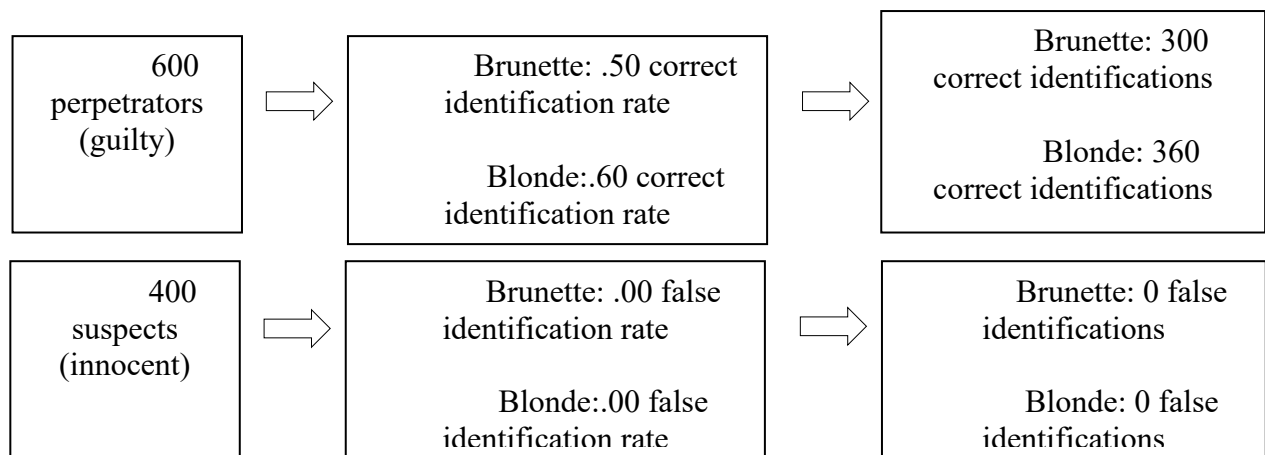 600
perpetrators
(guilty)
Brunette: .50 correct
identification rate
Blonde:.60 correct
identification rate
Brunette: 300
correct identifications
Blonde: 360
correct identifications
400
suspects
(innocent)
Brunette: .00 false
identification rate
Blonde:.00 false
identification rate
Brunette: 0 false
identifications
Blonde: 0 false
identifications